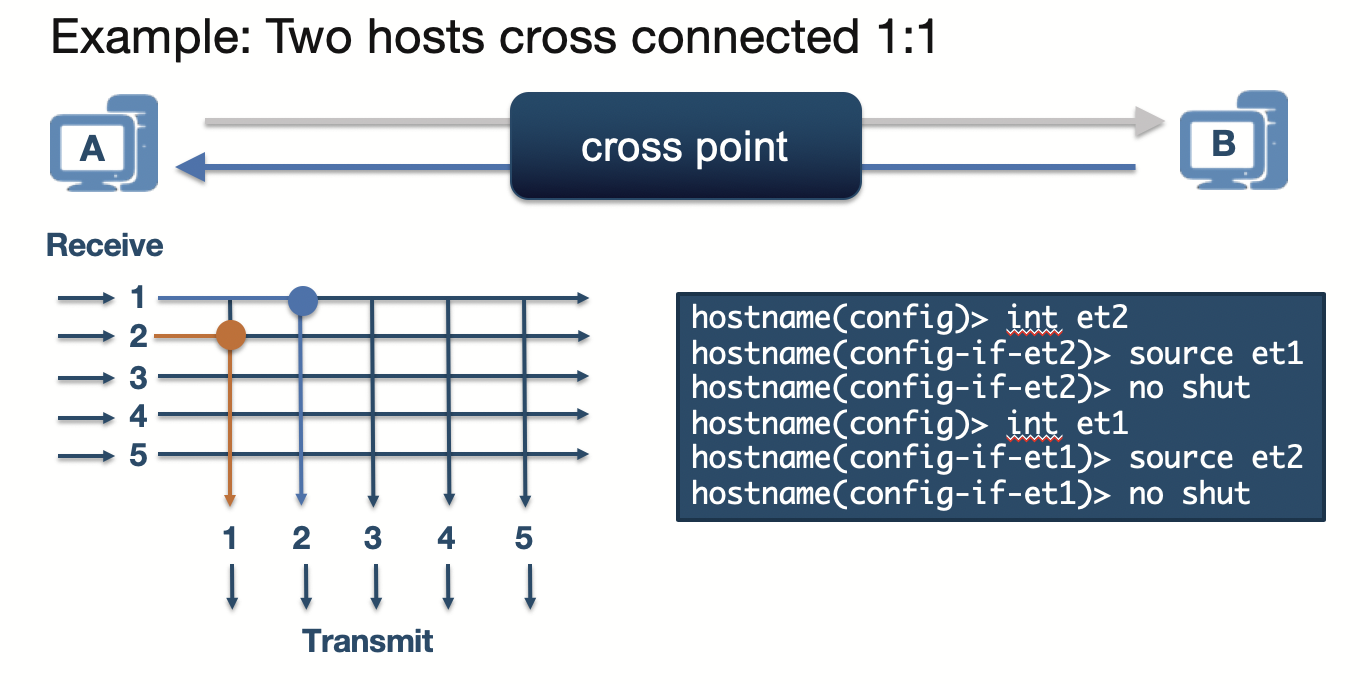 Example: Two hosts cross connected 1:1
A
cross point
B
Receive
1
2
3
4
5
1 2 3 4 5
Transmit
hostname(config)> int et2
hostname(config-if-et2)> source et1
hostname(config-if-et2)> no shut
hostname(config)> int et1
hostname(config-if-et1)> source et2
hostname(config-if-et1)> no shut